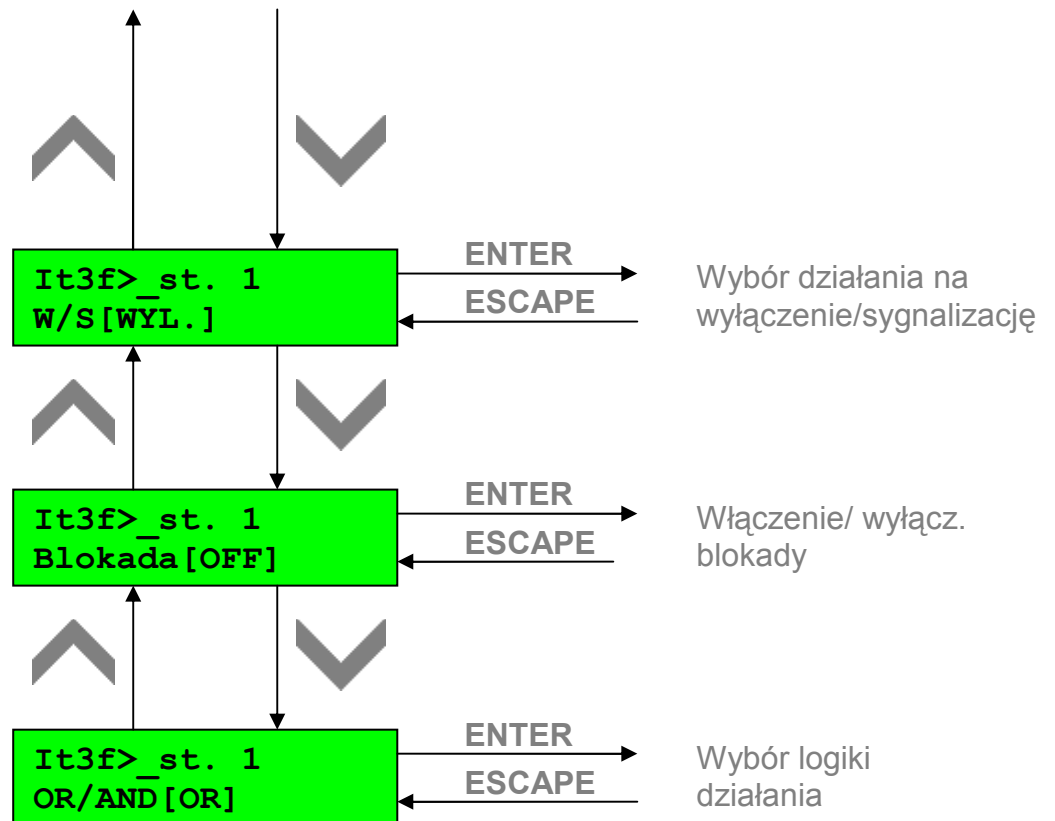 It3f>_st. 1
W/S[WYL.]
ENTER
ESCAPE
Wybór działania na
wyłączenie/sygnalizację
It3f>_st. 1
Blokada[OFF]
ENTER
ESCAPE
Włączenie/ wyłącz.
blokady
It3f>_st. 1
OR/AND[OR]
ENTER
ESCAPE
Wybór logiki
działania